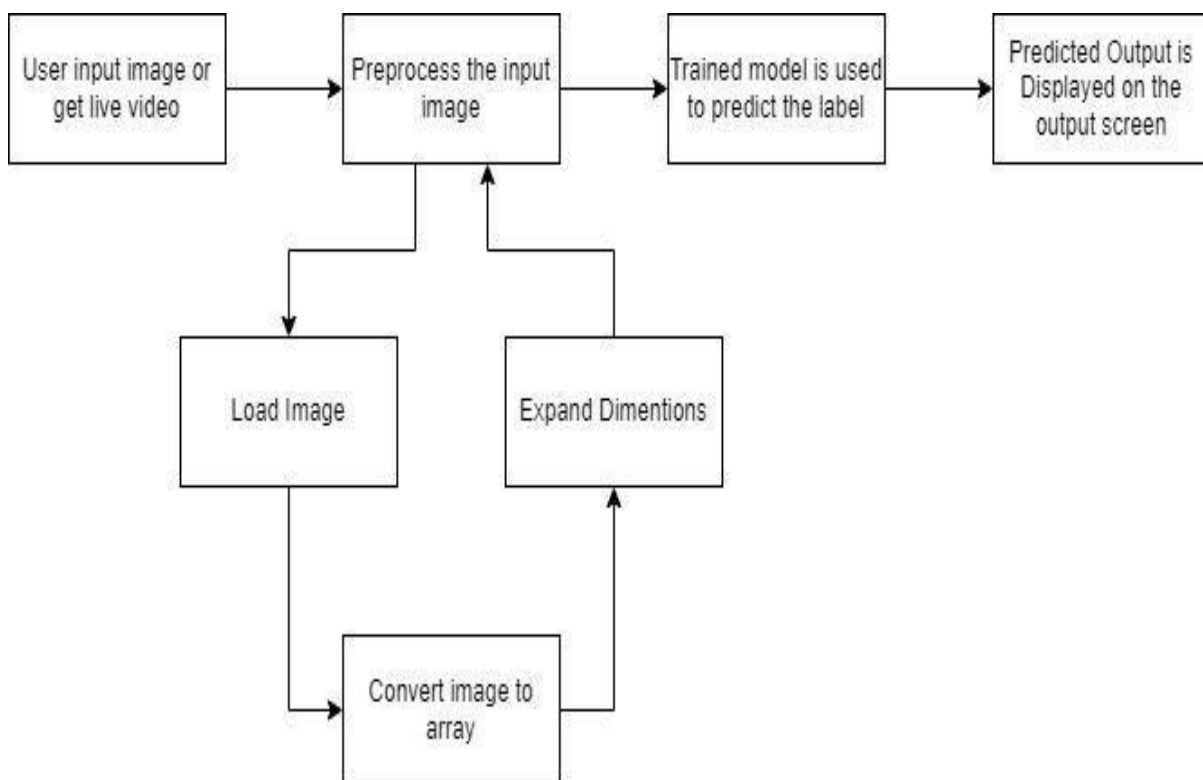 User input image or
get live video
Preprocess the input
image
Trained model is used
to predict the label
Predicted Output is
Displayed on the
output screen
Load Image
Expand Dimentions
Convert image to
array